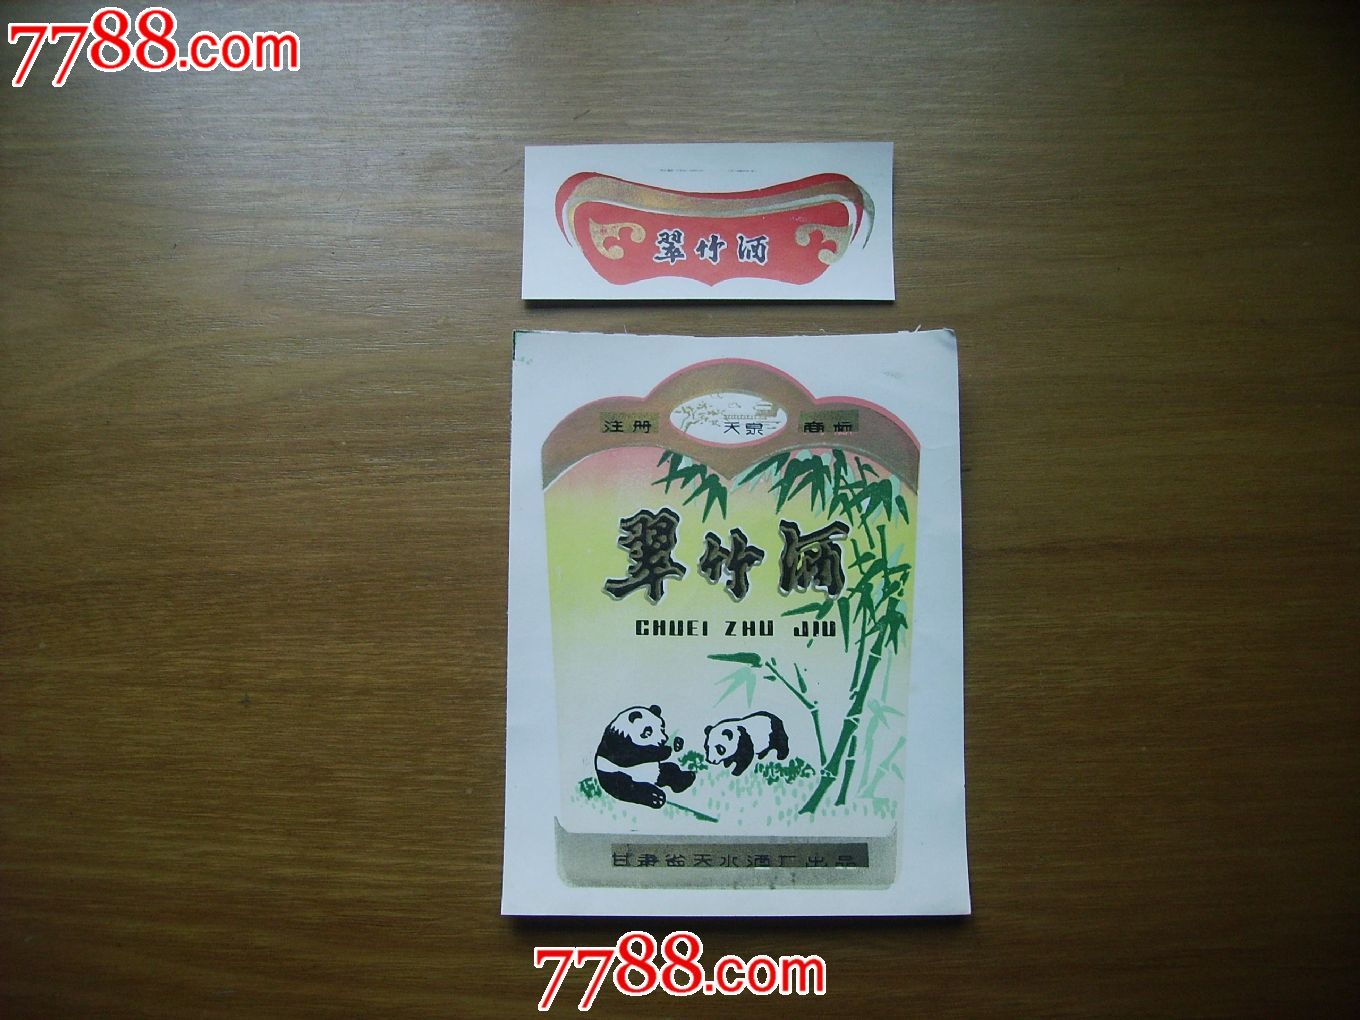 7788.com
翠竹酒
注册 天泉 商标
翠竹酒
CHUEI ZHU JIU
甘肃省天水酒厂出品
7788.com